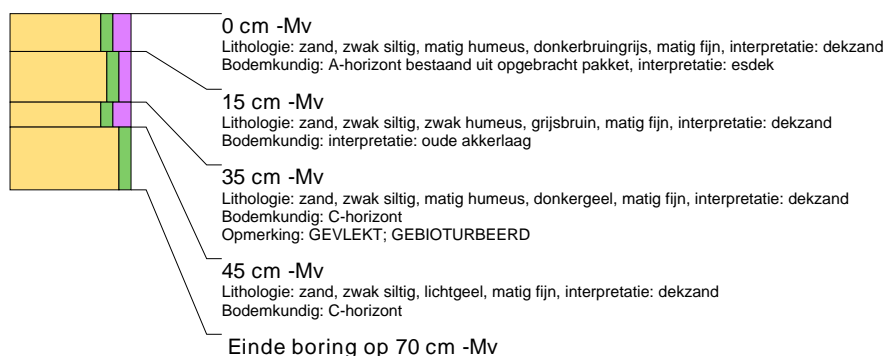 0 cm -Mv
Lithologie: zand, zwak siltig, matig humeus, donkerbruingrijs, matig fijn, interpretatie: dekzand
Bodemkundig: A-horizont bestaand uit opgebracht pakket, interpretatie: esdek
15 cm -Mv
Lithologie: zand, zwak siltig, zwak humeus, grijsbruin, matig fijn, interpretatie: dekzand
Bodemkundig: interpretatie: oude akkerlaag
35 cm -Mv
Lithologie: zand, zwak siltig, matig humeus, donkergeel, matig fijn, interpretatie: dekzand
Bodemkundig: C-horizont
Opmerking: GEVLEKT; GEBIOTURBEERD
45 cm -Mv
Lithologie: zand, zwak siltig, lichtgeel, matig fijn, interpretatie: dekzand
Bodemkundig: C-horizont
Einde boring op 70 cm -Mv